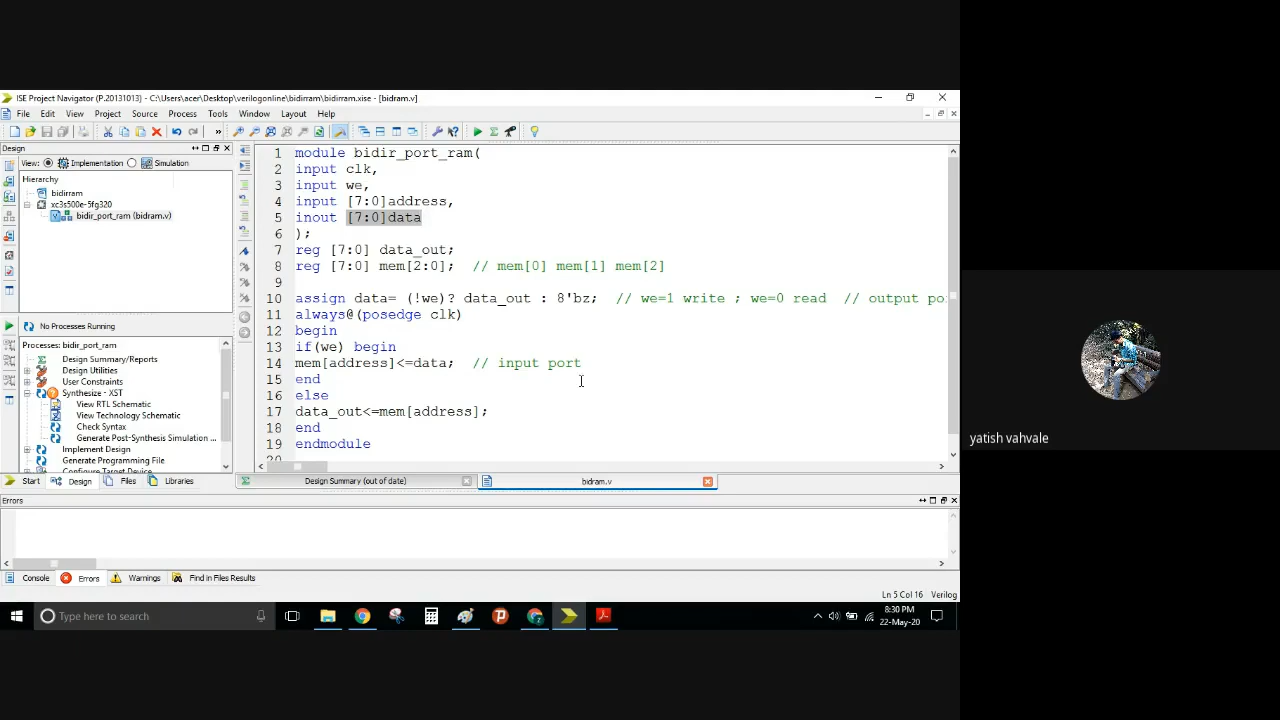 ISE Project Navigator (P.20131013) - C:\Users\acer\Desktop\verilogonline\bidirram\bidirram.xise - [bidram.v]
File Edit View Project Source Process Tools Window Layout Help
Design
View: Implementation Simulation
Hierarchy
bidirram
xc3s500e-5fg320
bidir_port_ram (bidram.v)
No Processes Running
Processes: bidir_port_ram
Design Summary/Reports
Design Utilities
User Constraints
Synthesize - XST
View RTL Schematic
View Technology Schematic
Check Syntax
Generate Post-Synthesis Simulation ...
Implement Design
Generate Programming File
Configure Target Device
Start Design Files Libraries
1 module bidir_port_ram(
2 input clk,
3 input we,
4 input [7:0]address,
5 inout [7:0]data
6 );
7 reg [7:0] data_out;
8 reg [7:0] mem[2:0]; // mem[0] mem[1] mem[2]
9
10 assign data= (!we)? data_out : 8'bz; // we=1 write ; we=0 read // output po
11 always@(posedge clk)
12 begin
13 if(we) begin
14 mem[address]<=data; // input port
15 end
16 else
17 data_out<=mem[address];
18 end
19 endmodule
20
Design Summary (out of date) bidram.v
Errors
Console Errors Warnings Find in Files Results
Ln 5 Col 16 Verilog
Type here to search
8:30 PM
22-May-20
yatish vahvale